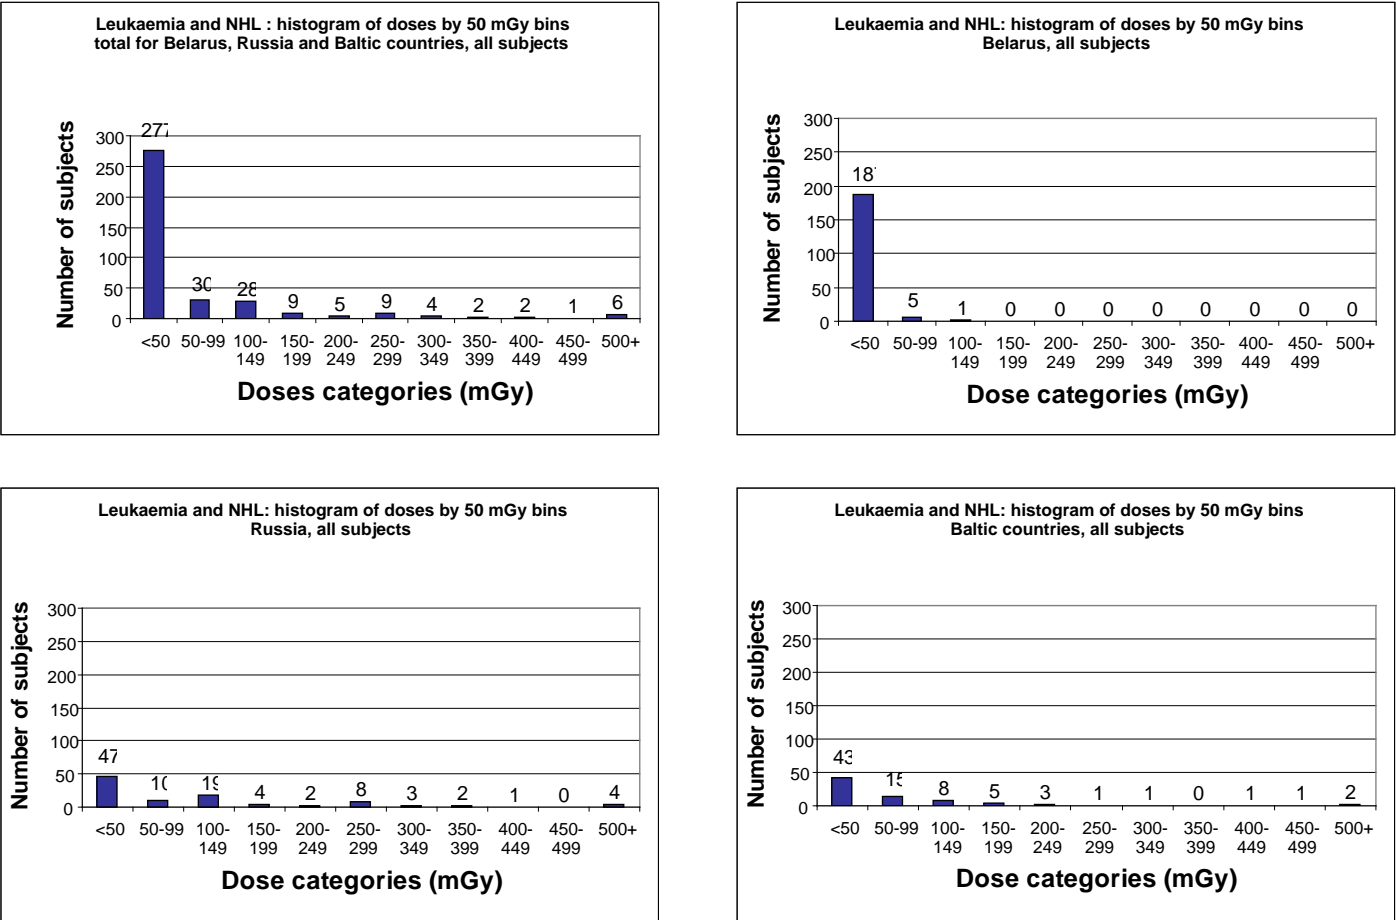 Leukaemia and NHL : histogram of doses by 50 mGy bins
total for Belarus, Russia and Baltic countries, all subjects
Number of subjects
300
250
200
150
100
50
0
277
30
28
9
5
9
4
2
2
1
6
<50 50-99 100- 150- 200- 250- 300- 350- 400- 450- 500+
149 199 249 299 349 399 449 499
Doses categories (mGy)
Leukaemia and NHL: histogram of doses by 50 mGy bins
Belarus, all subjects
Number of subjects
300
250
200
150
100
50
0
5
1
0
0
0
0
0
0
0
0
<50 50-99 100- 150- 200- 250- 300- 350- 400- 450- 500+
149 199 249 299 349 399 449 499
Dose categories (mGy)
Leukaemia and NHL: histogram of doses by 50 mGy bins
Russia, all subjects
Number of subjects
300
250
200
150
100
50
0
47
10
19
4
2
8
3
2
1
0
4
<50 50-99 100- 150- 200- 250- 300- 350- 400- 450- 500+
149 199 249 299 349 399 449 499
Dose categories (mGy)
Leukaemia and NHL: histogram of doses by 50 mGy bins
Baltic countries, all subjects
Number of subjects
300
250
200
150
100
50
0
43
15
8
5
3
1
1
0
1
1
2
<50 50-99 100- 150- 200- 250- 300- 350- 400- 450- 500+
149 199 249 299 349 399 449 499
Dose categories (mGy)